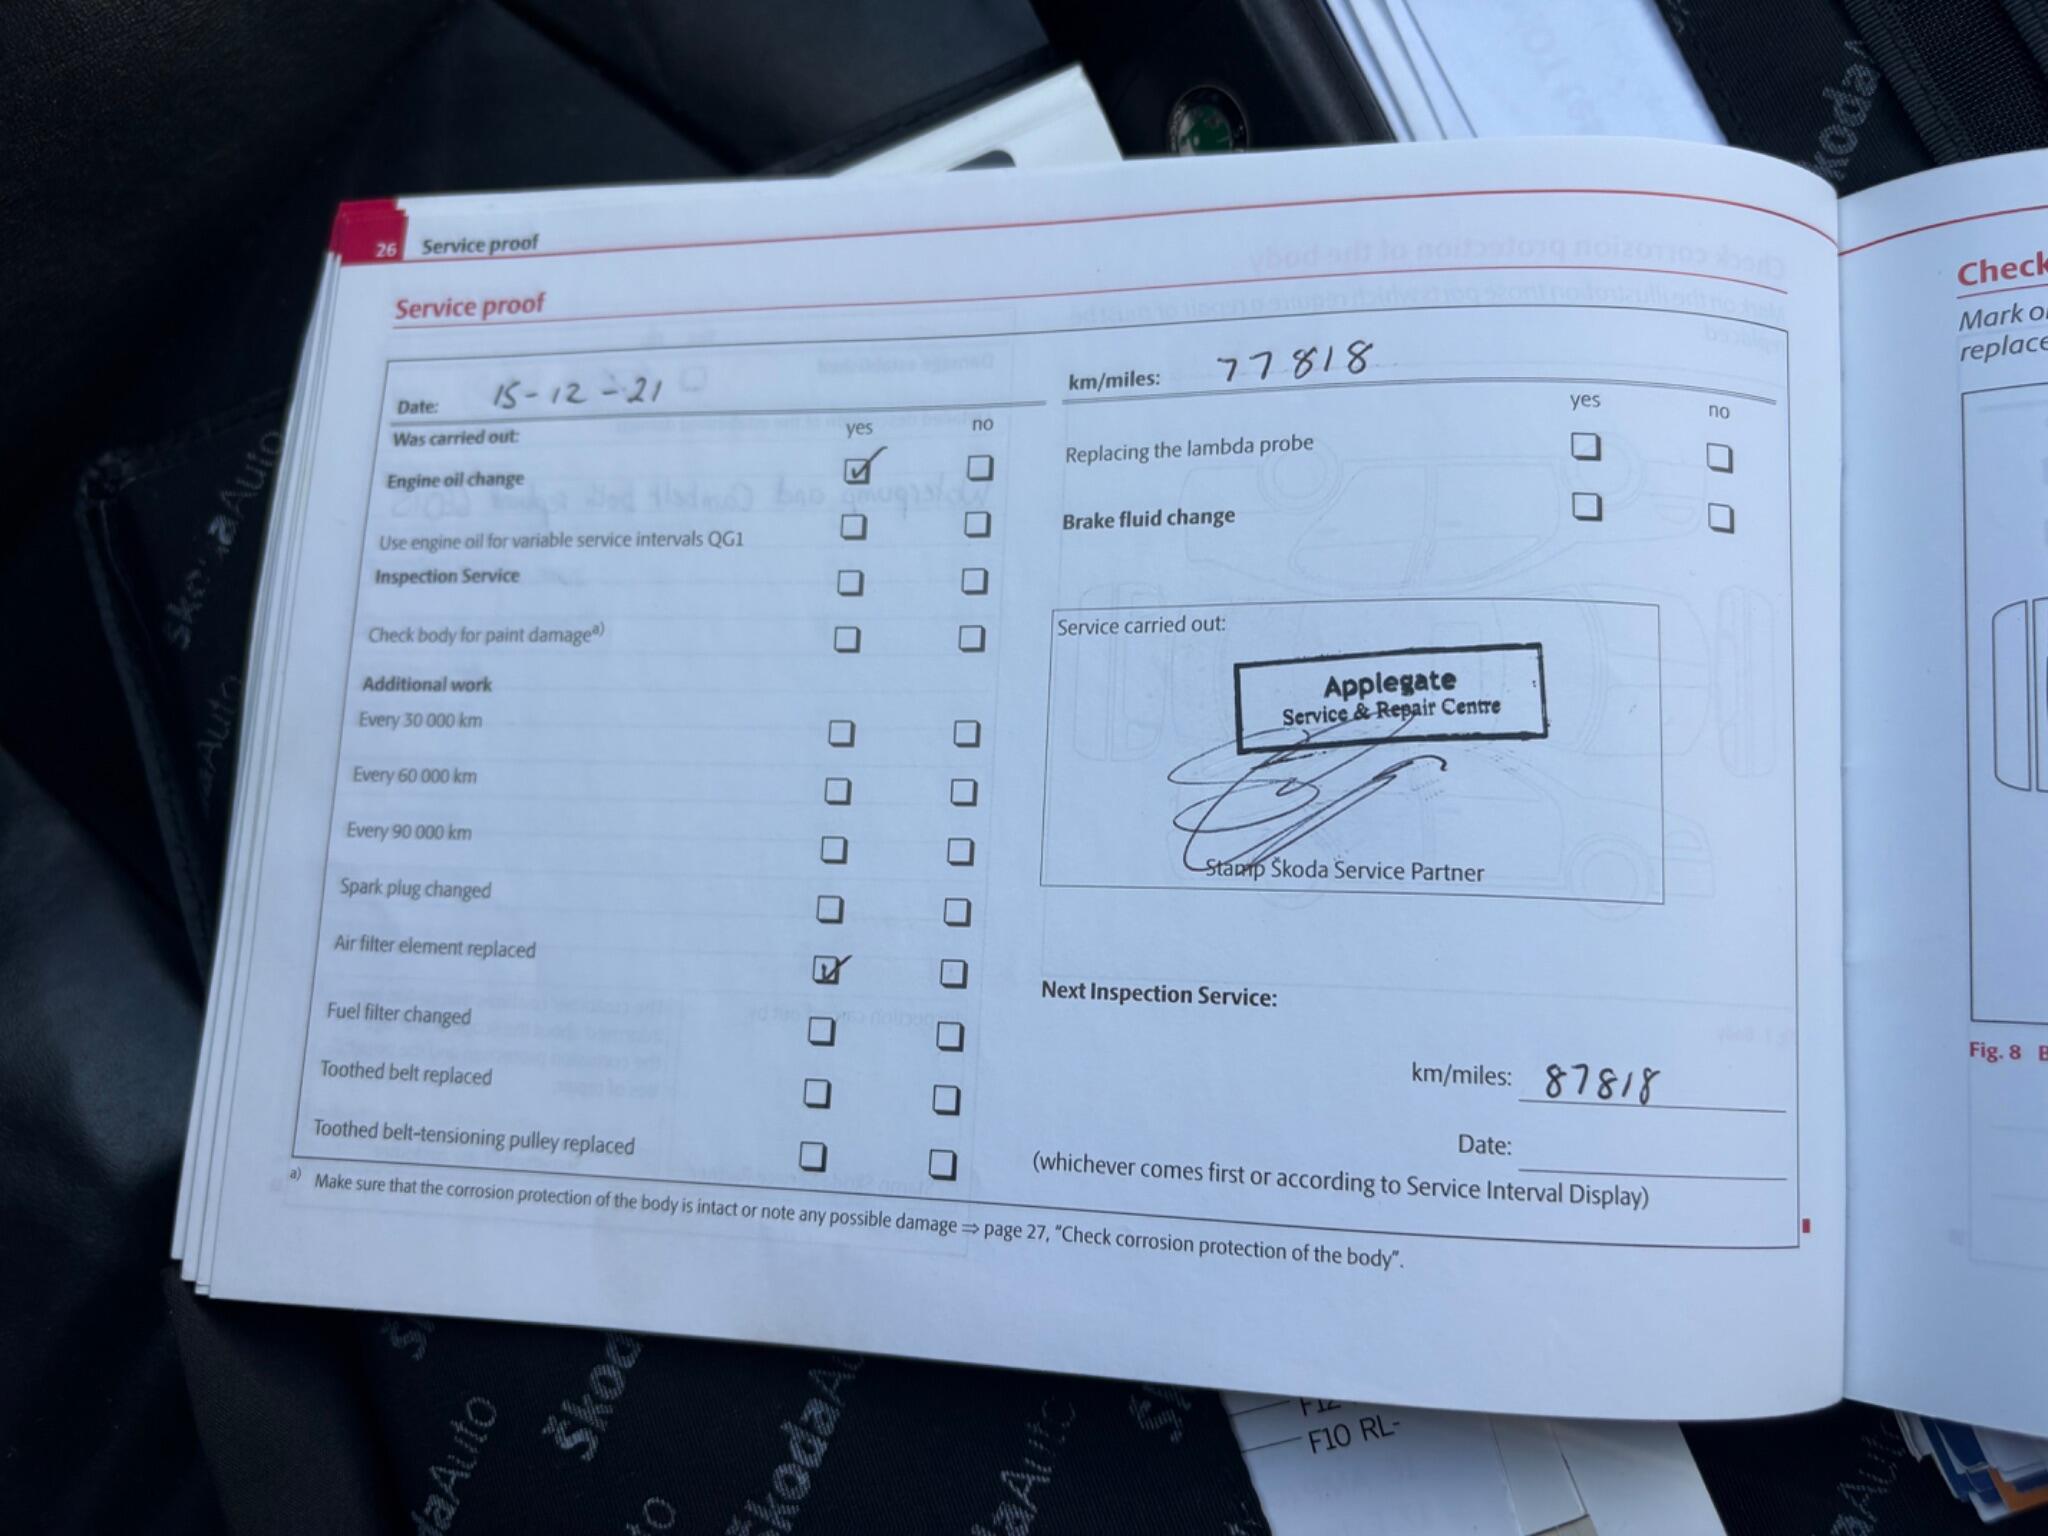 26 Service proof
Service proof
Date: 15-12-21
Was carried out: yes no
Engine oil change
Use engine oil for variable service intervals QG1
Inspection Service
Check body for paint damage a)
Additional work
Every 30 000 km
Every 60 000 km
Every 90 000 km
Spark plug changed
Air filter element replaced
Fuel filter changed
Toothed belt replaced
Toothed belt-tensioning pulley replaced
km/miles: 77818
yes no
Replacing the lambda probe
Brake fluid change
Service carried out:
Applegate
Service & Repair Centre
Stamp Škoda Service Partner
Next Inspection Service:
km/miles: 87818
Date:
(whichever comes first or according to Service Interval Display)
a) Make sure that the corrosion protection of the body is intact or note any possible damage ⇒ page 27, "Check corrosion protection of the body".
Check
Mark
replace
Fig. 8
F10 RL-
ŠkodaAuto
ŠkodaAuto